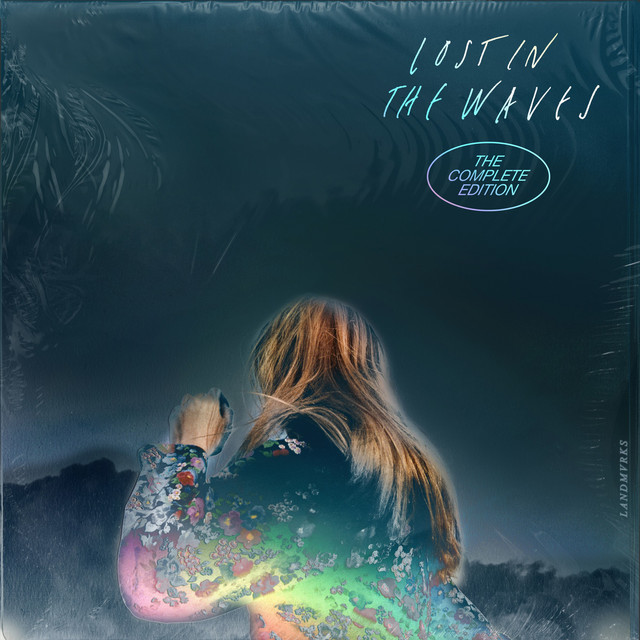 LOST IN
THE WAVES
THE
COMPLETE
EDITION
LANDMVRKS